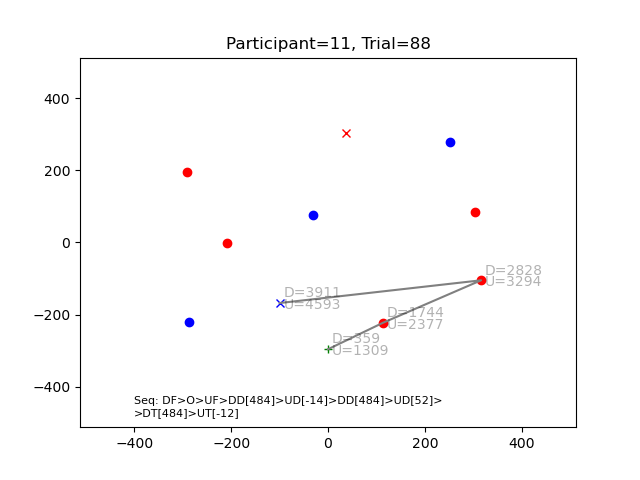 Participant=11, Trial=88
400
200
0
−200
−400
D=2828
U=3294
D=3911
U=4593
D=1744
U=2377
D=359
U=1309
Seq: DF>O>UF>DD[484]>UD[-14]>DD[484]>UD[52]>
>DT[484]>UT[-12]
−400 −200 0 200 400